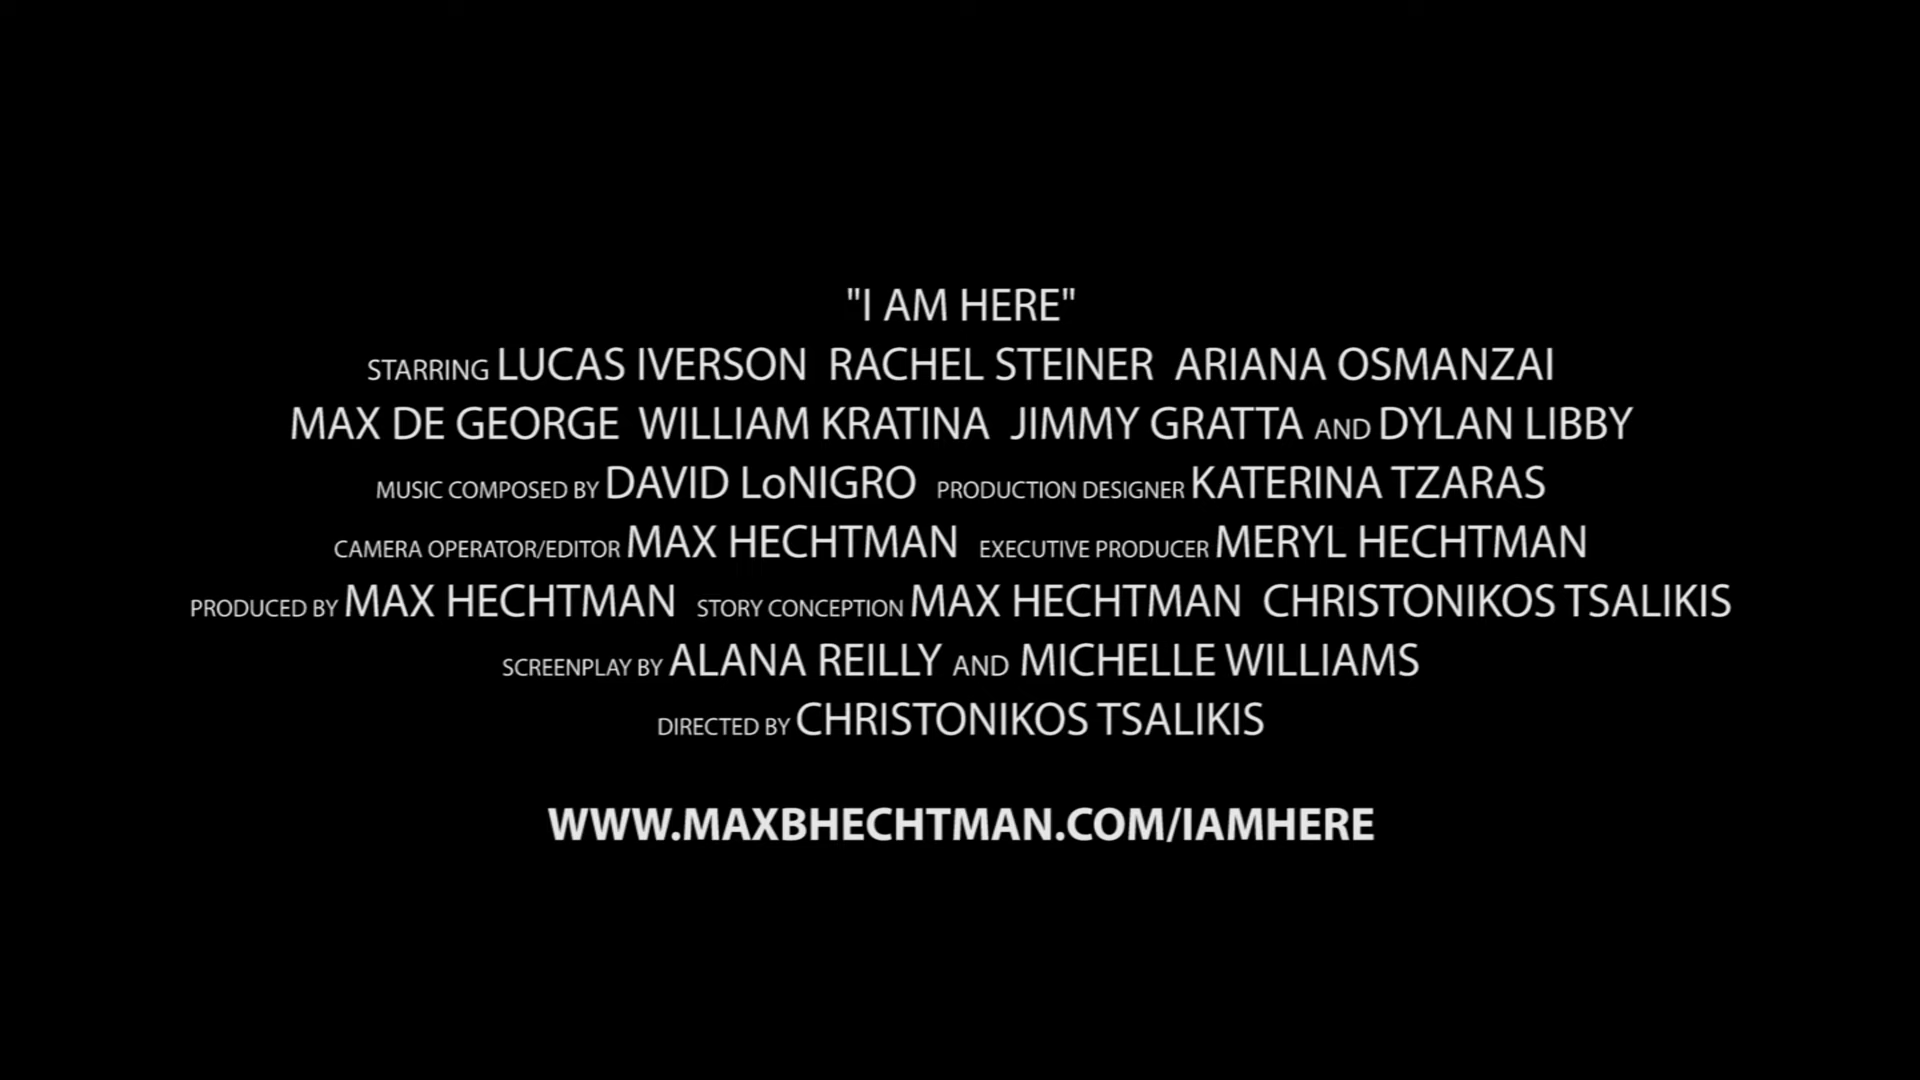 "I AM HERE"
STARRING LUCAS IVERSON RACHEL STEINER ARIANA OSMANZAI
MAX DE GEORGE WILLIAM KRATINA JIMMY GRATTA AND DYLAN LIBBY
MUSIC COMPOSED BY DAVID LoNIGRO PRODUCTION DESIGNER KATERINA TZARAS
CAMERA OPERATOR/EDITOR MAX HECHTMAN EXECUTIVE PRODUCER MERYL HECHTMAN
PRODUCED BY MAX HECHTMAN STORY CONCEPTION MAX HECHTMAN CHRISTONIKOS TSALIKIS
SCREENPLAY BY ALANA REILLY AND MICHELLE WILLIAMS
DIRECTED BY CHRISTONIKOS TSALIKIS
WWW.MAXBHECHTMAN.COM/IAMHERE